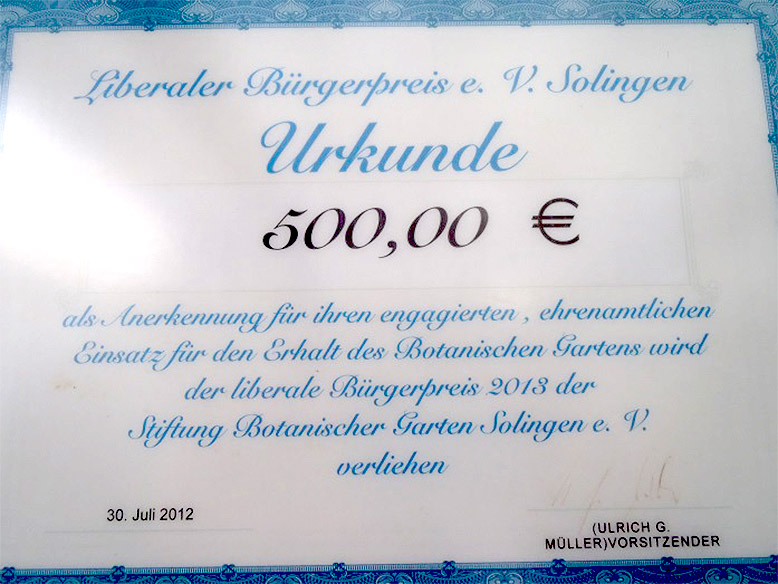 Liberaler Bürgerpreis e. V. Solingen
Urkunde
500,00 €
als Anerkennung für ihren engagierten , ehrenamtlichen
Einsatz für den Erhalt des Botanischen Gartens wird
der liberale Bürgerpreis 2013 der
Stiftung Botanischer Garten Solingen e. V.
verliehen
30. Juli 2012
(ULRICH G.
MÜLLER)VORSITZENDER